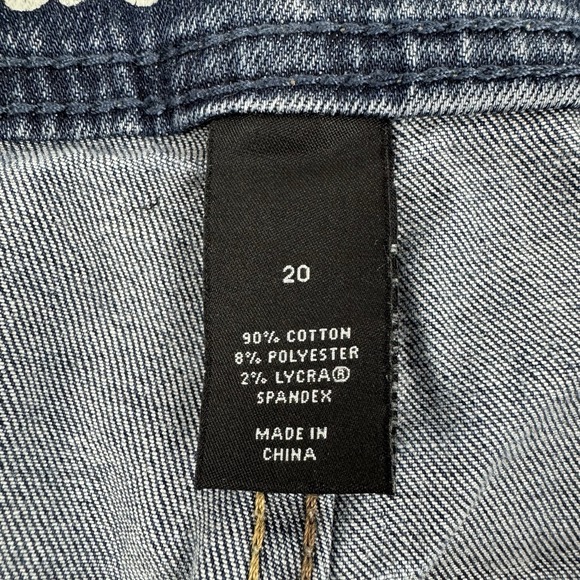 20
90% COTTON
8% POLYESTER
2% LYCRA®
SPANDEX
MADE IN
CHINA